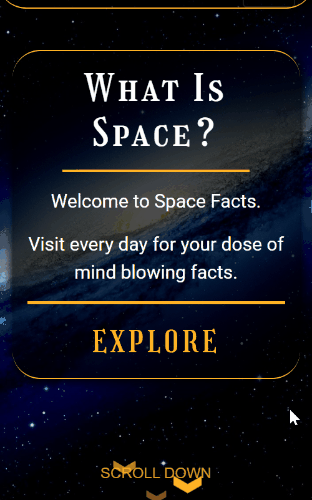 What Is
Space?
Welcome to Space Facts.
Visit every day for your dose of
mind blowing facts.
EXPLORE
SCROLL DOWN